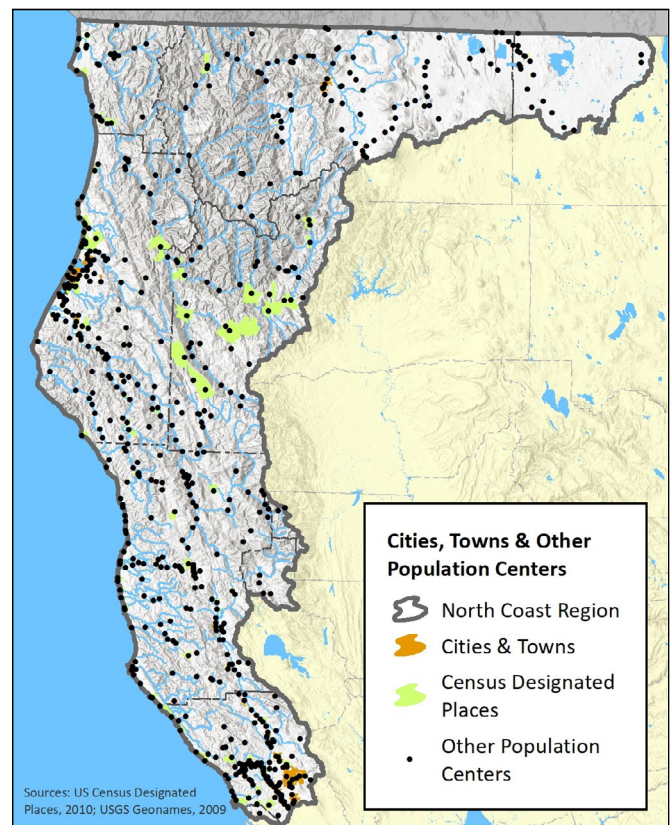 Cities, Towns & Other
Population Centers
North Coast Region
Cities & Towns
Census Designated
Places
Other Population
Centers
Sources: US Census Designated
Places, 2010; USGS Geonames, 2009